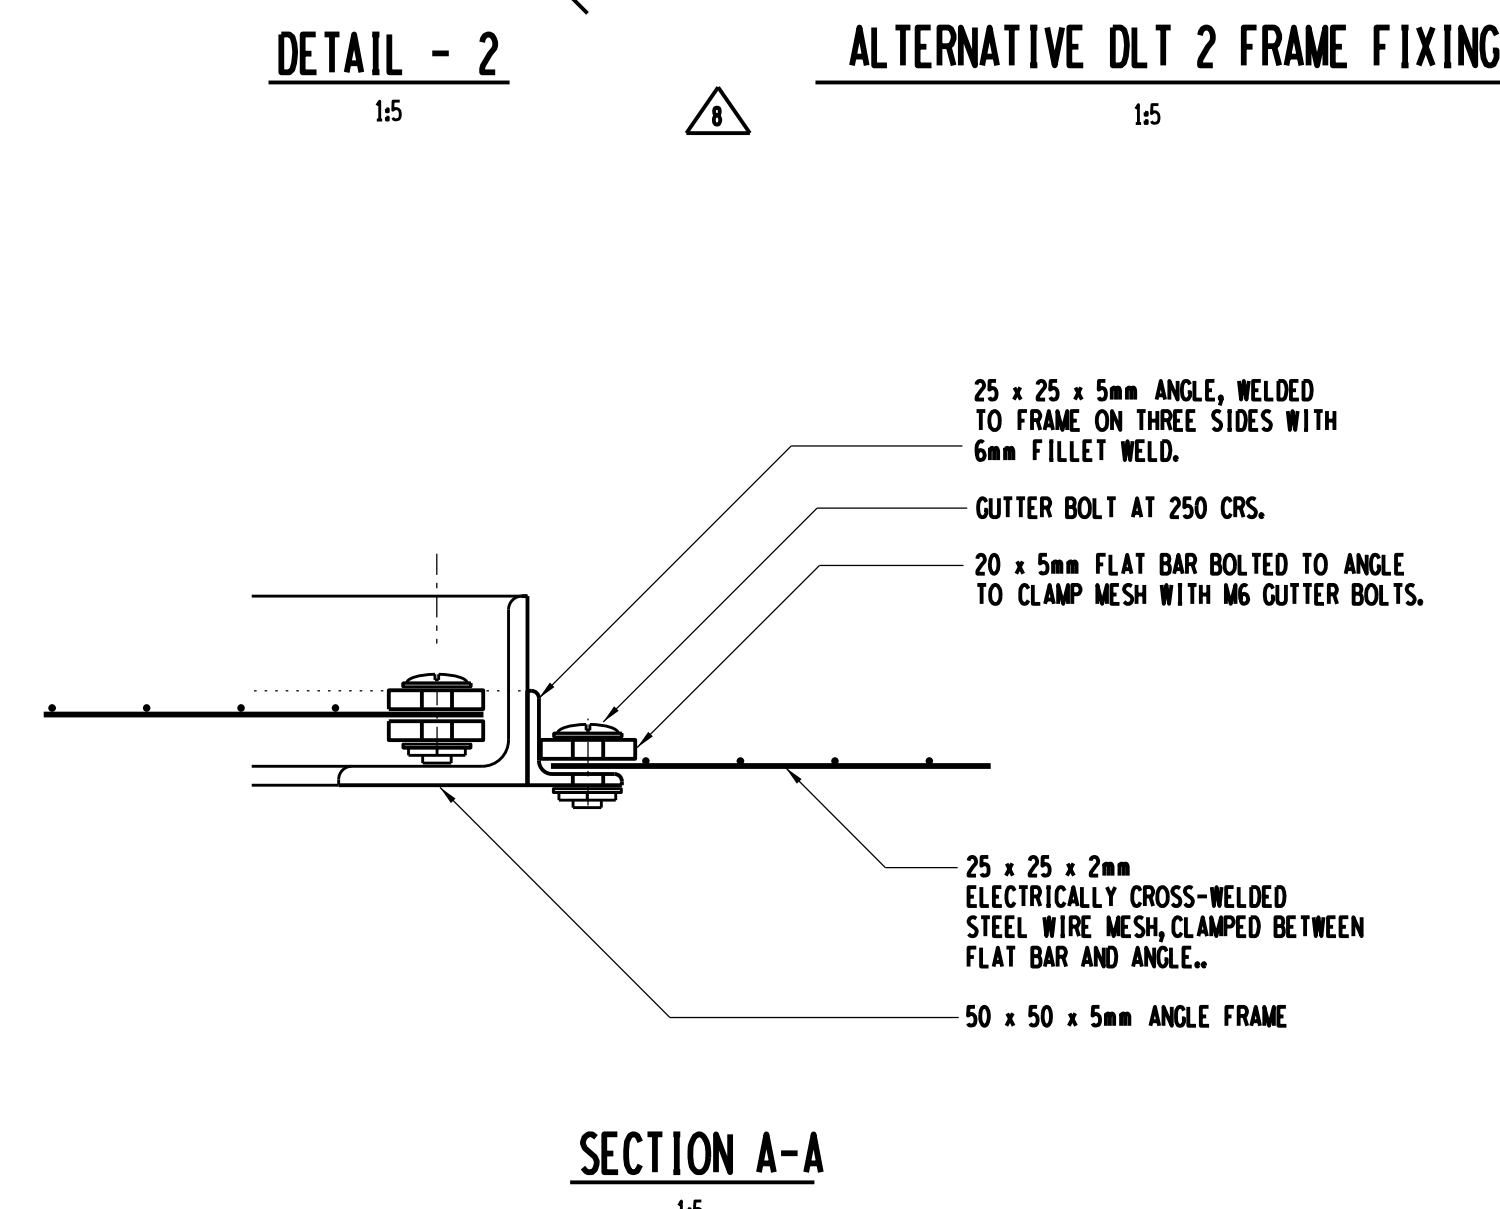 DETAIL - 2
1:5
8
ALTERNATIVE DLT 2 FRAME FIXING
1:5
25 x 25 x 5mm ANGLE, WELDED
TO FRAME ON THREE SIDES WITH
6mm FILLET WELD.
GUTTER BOLT AT 250 CRS.
20 x 5mm FLAT BAR BOLTED TO ANGLE
TO CLAMP MESH WITH M6 GUTTER BOLTS.
25 x 25 x 2mm
ELECTRICALLY CROSS-WELDED
STEEL WIRE MESH, CLAMPED BETWEEN
FLAT BAR AND ANGLE..
50 x 50 x 5mm ANGLE FRAME
SECTION A-A
1:5